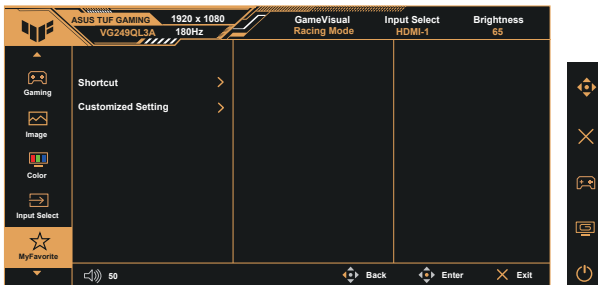 ASUS TUF GAMING 1920 x 1080
VG249QL3A 180Hz
GameVisual
Racing Mode
Input Select
HDMI-1
Brightness
65
Gaming
Image
Color
Input Select
MyFavorite
Shortcut
Customized Setting
50
Back
Enter
Exit